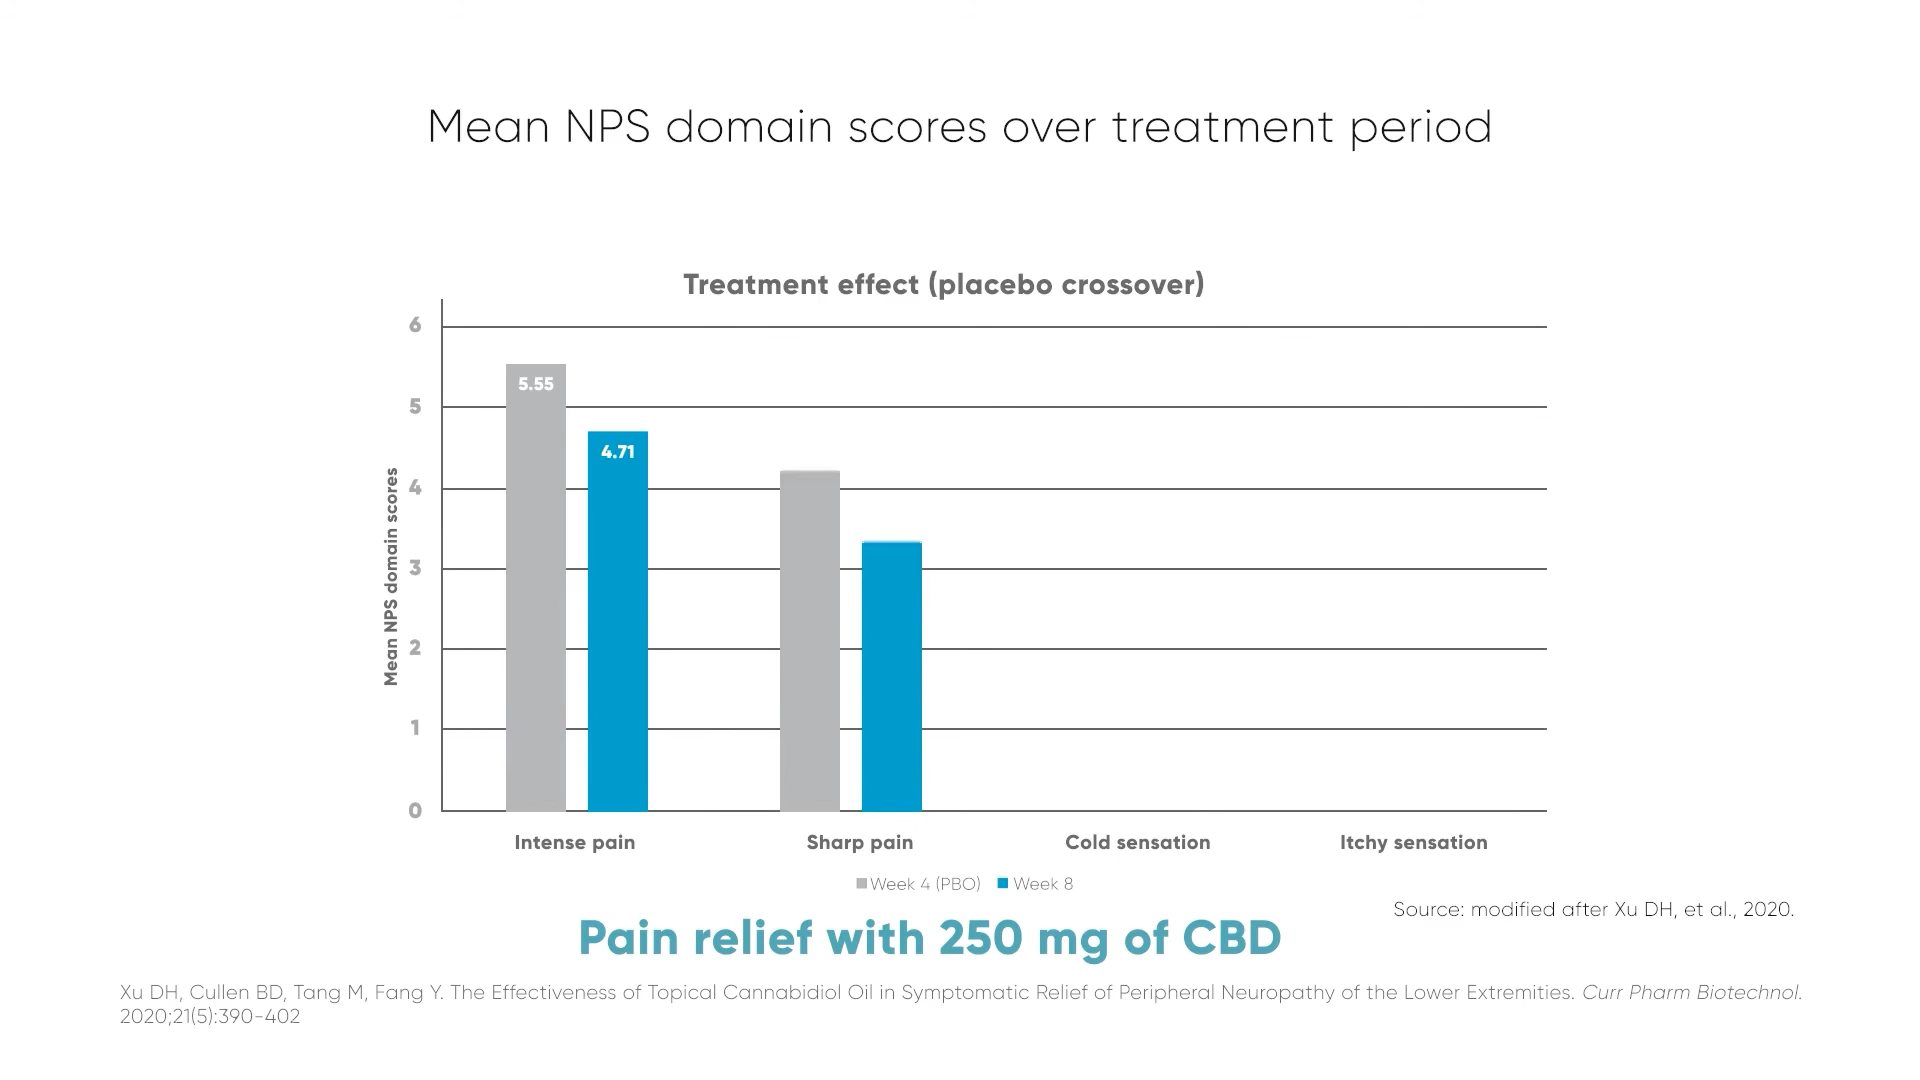 Mean NPS domain scores over treatment period
Treatment effect (placebo crossover)
Mean NPS domain scores
6
5
4
3
2
1
0
5.55
4.71
Intense pain
Sharp pain
Cold sensation
Itchy sensation
Week 4 (PBO)
Week 8
Source: modified after Xu DH, et al., 2020.
Pain relief with 250 mg of CBD
Xu DH, Cullen BD, Tang M, Fang Y. The Effectiveness of Topical Cannabidiol Oil in Symptomatic Relief of Peripheral Neuropathy of the Lower Extremities. Curr Pharm Biotechnol.
2020;21(5):390-402